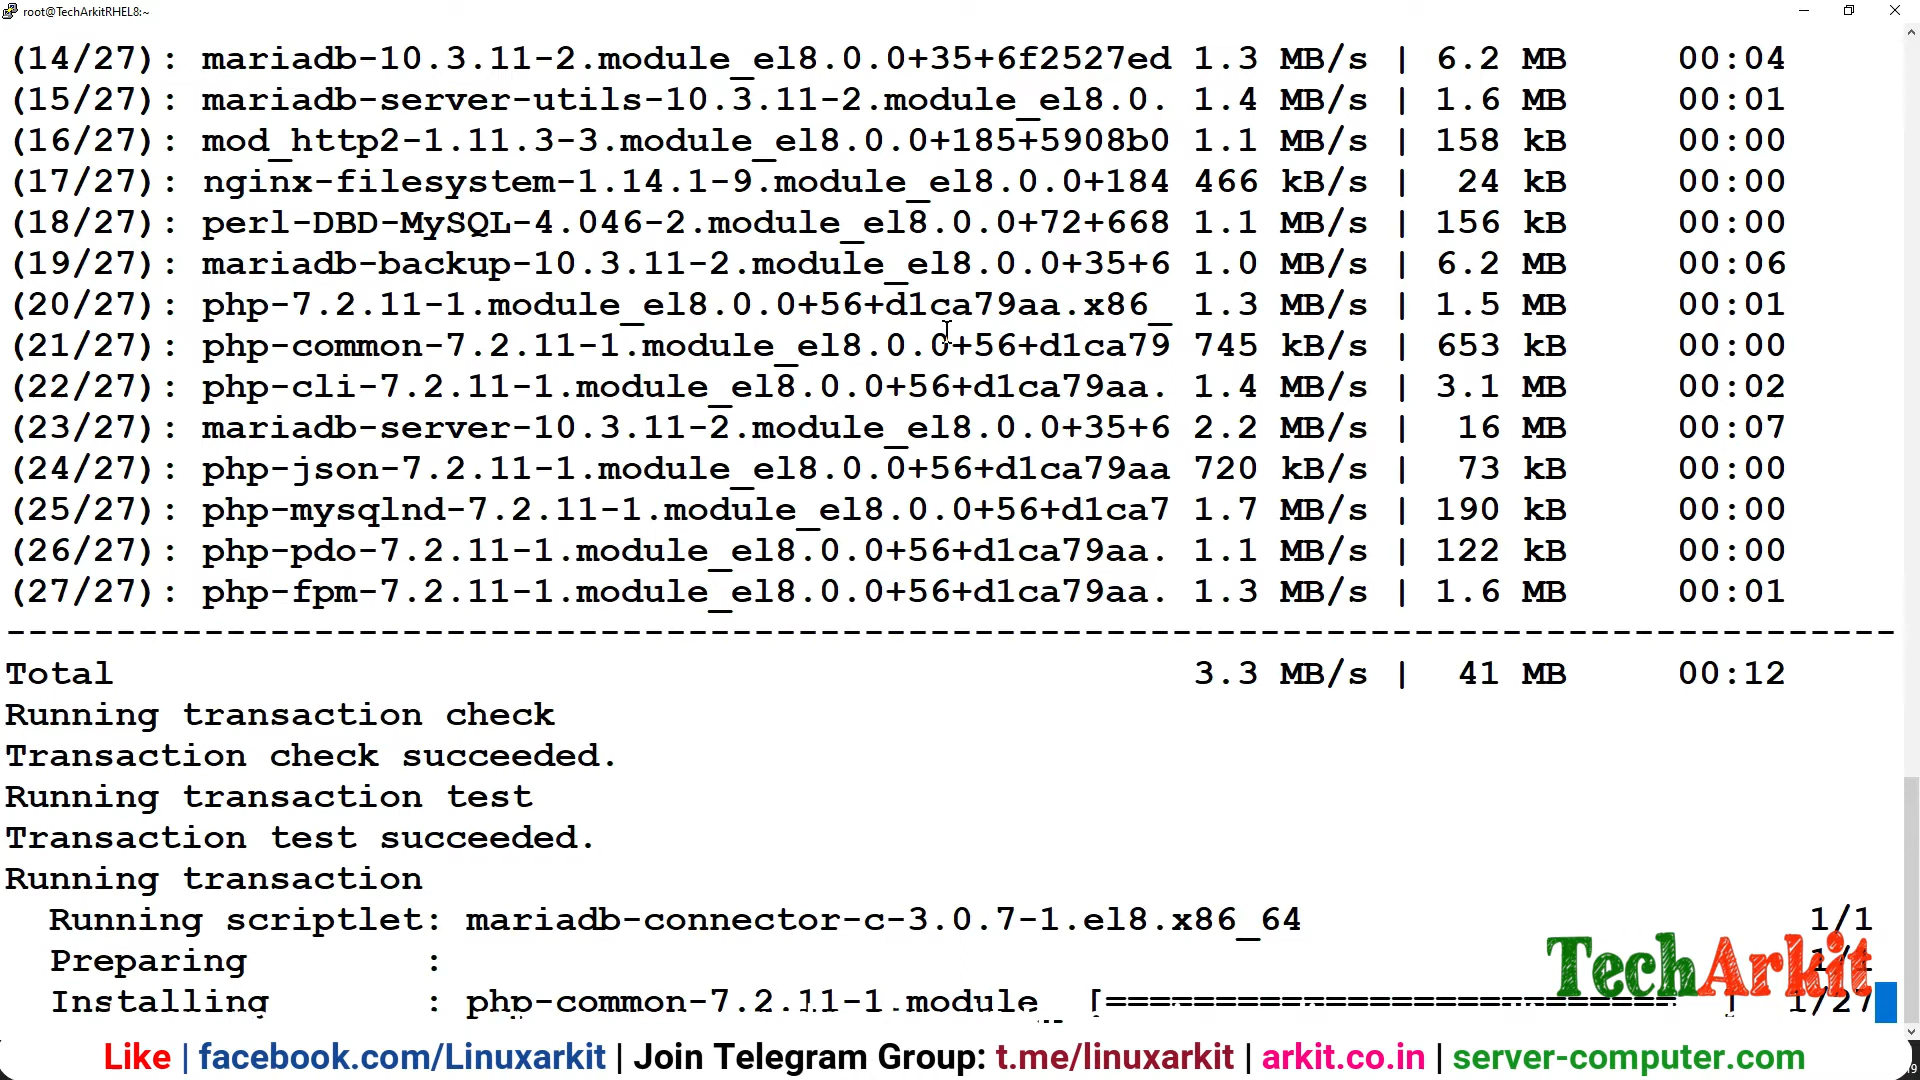 root@TechArkitRHEL8:~
(14/27): mariadb-10.3.11-2.module_el8.0.0+35+6f2527ed 1.3 MB/s | 6.2 MB 00:04
(15/27): mariadb-server-utils-10.3.11-2.module_el8.0. 1.4 MB/s | 1.6 MB 00:01
(16/27): mod_http2-1.11.3-3.module_el8.0.0+185+5908b0 1.1 MB/s | 158 kB 00:00
(17/27): nginx-filesystem-1.14.1-9.module_el8.0.0+184 466 kB/s | 24 kB 00:00
(18/27): perl-DBD-MySQL-4.046-2.module_el8.0.0+72+668 1.1 MB/s | 156 kB 00:00
(19/27): mariadb-backup-10.3.11-2.module_el8.0.0+35+6 1.0 MB/s | 6.2 MB 00:06
(20/27): php-7.2.11-1.module_el8.0.0+56+d1ca79aa.x86_ 1.3 MB/s | 1.5 MB 00:01
(21/27): php-common-7.2.11-1.module_el8.0.0+56+d1ca79 745 kB/s | 653 kB 00:00
(22/27): php-cli-7.2.11-1.module_el8.0.0+56+d1ca79aa. 1.4 MB/s | 3.1 MB 00:02
(23/27): mariadb-server-10.3.11-2.module_el8.0.0+35+6 2.2 MB/s | 16 MB 00:07
(24/27): php-json-7.2.11-1.module_el8.0.0+56+d1ca79aa 720 kB/s | 73 kB 00:00
(25/27): php-mysqlnd-7.2.11-1.module_el8.0.0+56+d1ca7 1.7 MB/s | 190 kB 00:00
(26/27): php-pdo-7.2.11-1.module_el8.0.0+56+d1ca79aa. 1.1 MB/s | 122 kB 00:00
(27/27): php-fpm-7.2.11-1.module_el8.0.0+56+d1ca79aa. 1.3 MB/s | 1.6 MB 00:01
--------------------------------------------------------------------------------------
Total 3.3 MB/s | 41 MB 00:12
Running transaction check
Transaction check succeeded.
Running transaction test
Transaction test succeeded.
Running transaction
Running scriptlet: mariadb-connector-c-3.0.7-1.el8.x86_64 1/1
Preparing : 1/1
Installing : php-common-7.2.11-1.module [========================== ] 1/27
TechArkit
Like | facebook.com/Linuxarkit | Join Telegram Group: t.me/linuxarkit | arkit.co.in | server-computer.com